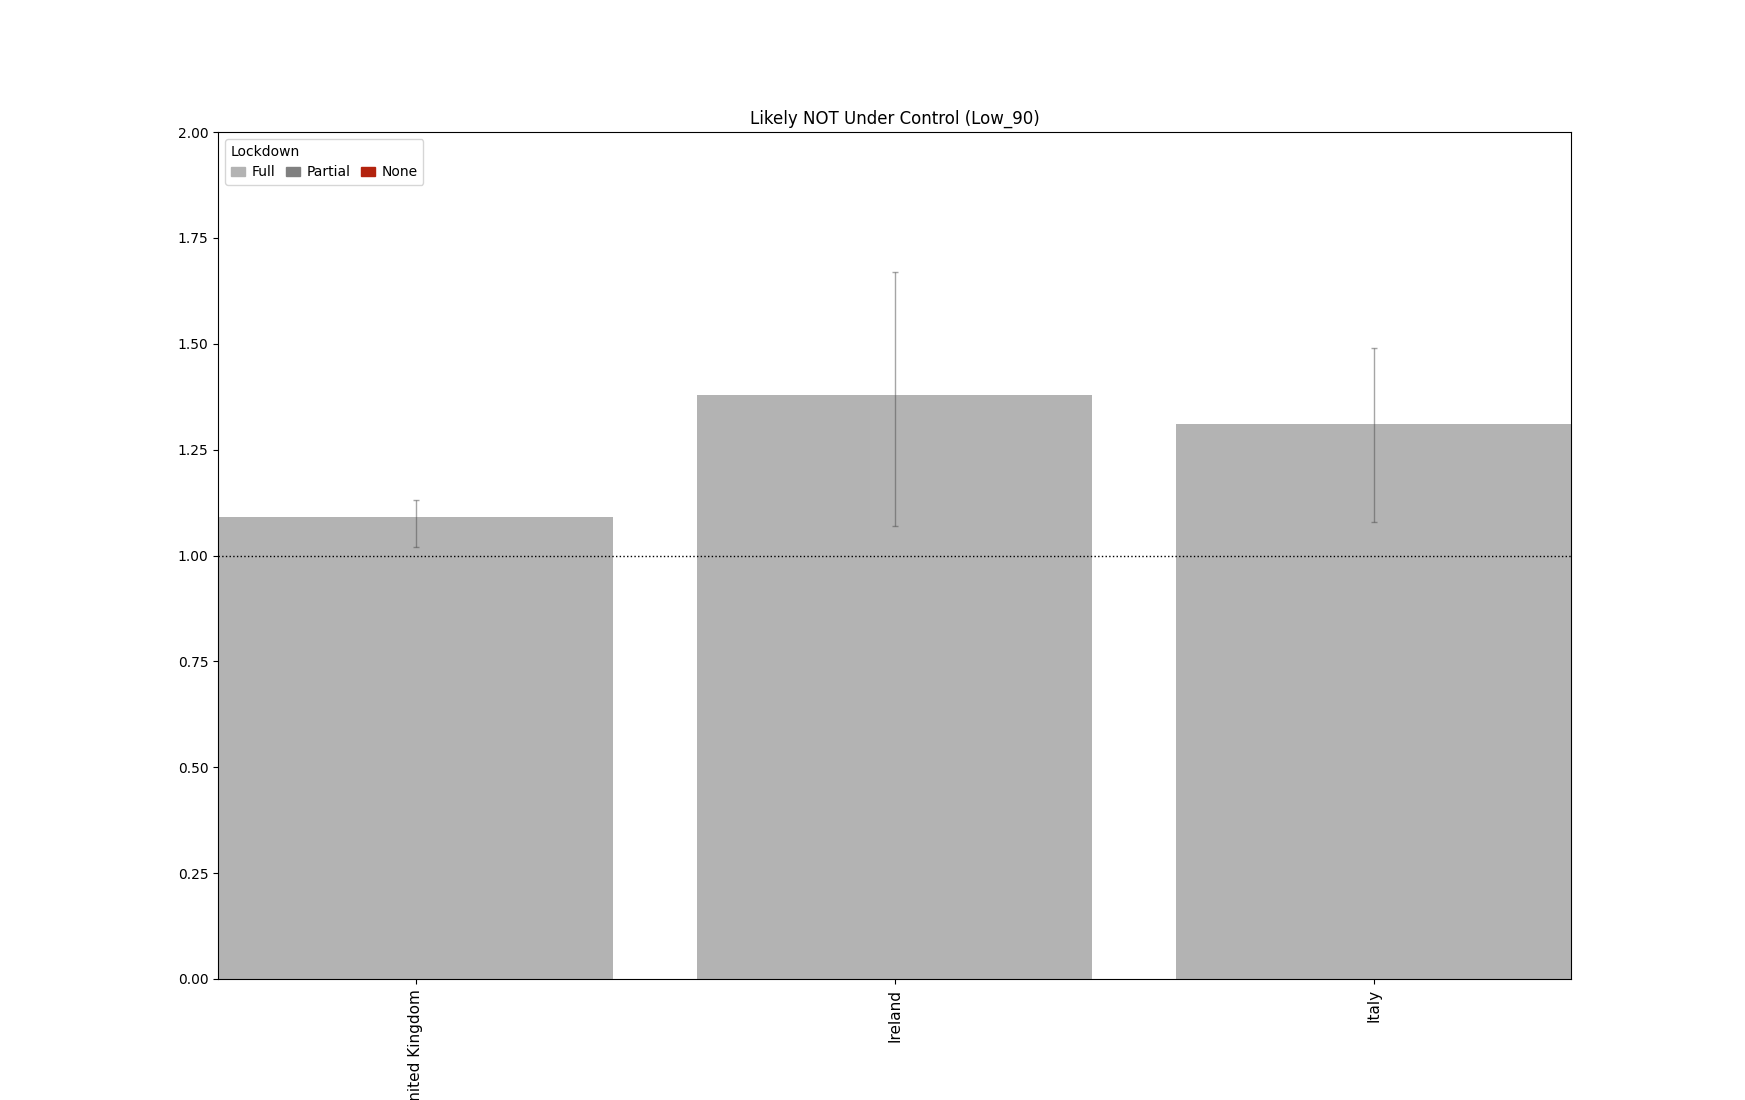 Likely NOT Under Control (Low_90)
Lockdown
Full Partial None
2.00
1.75
1.50
1.25
1.00
0.75
0.50
0.25
0.00
nited Kingdom
Ireland
Italy